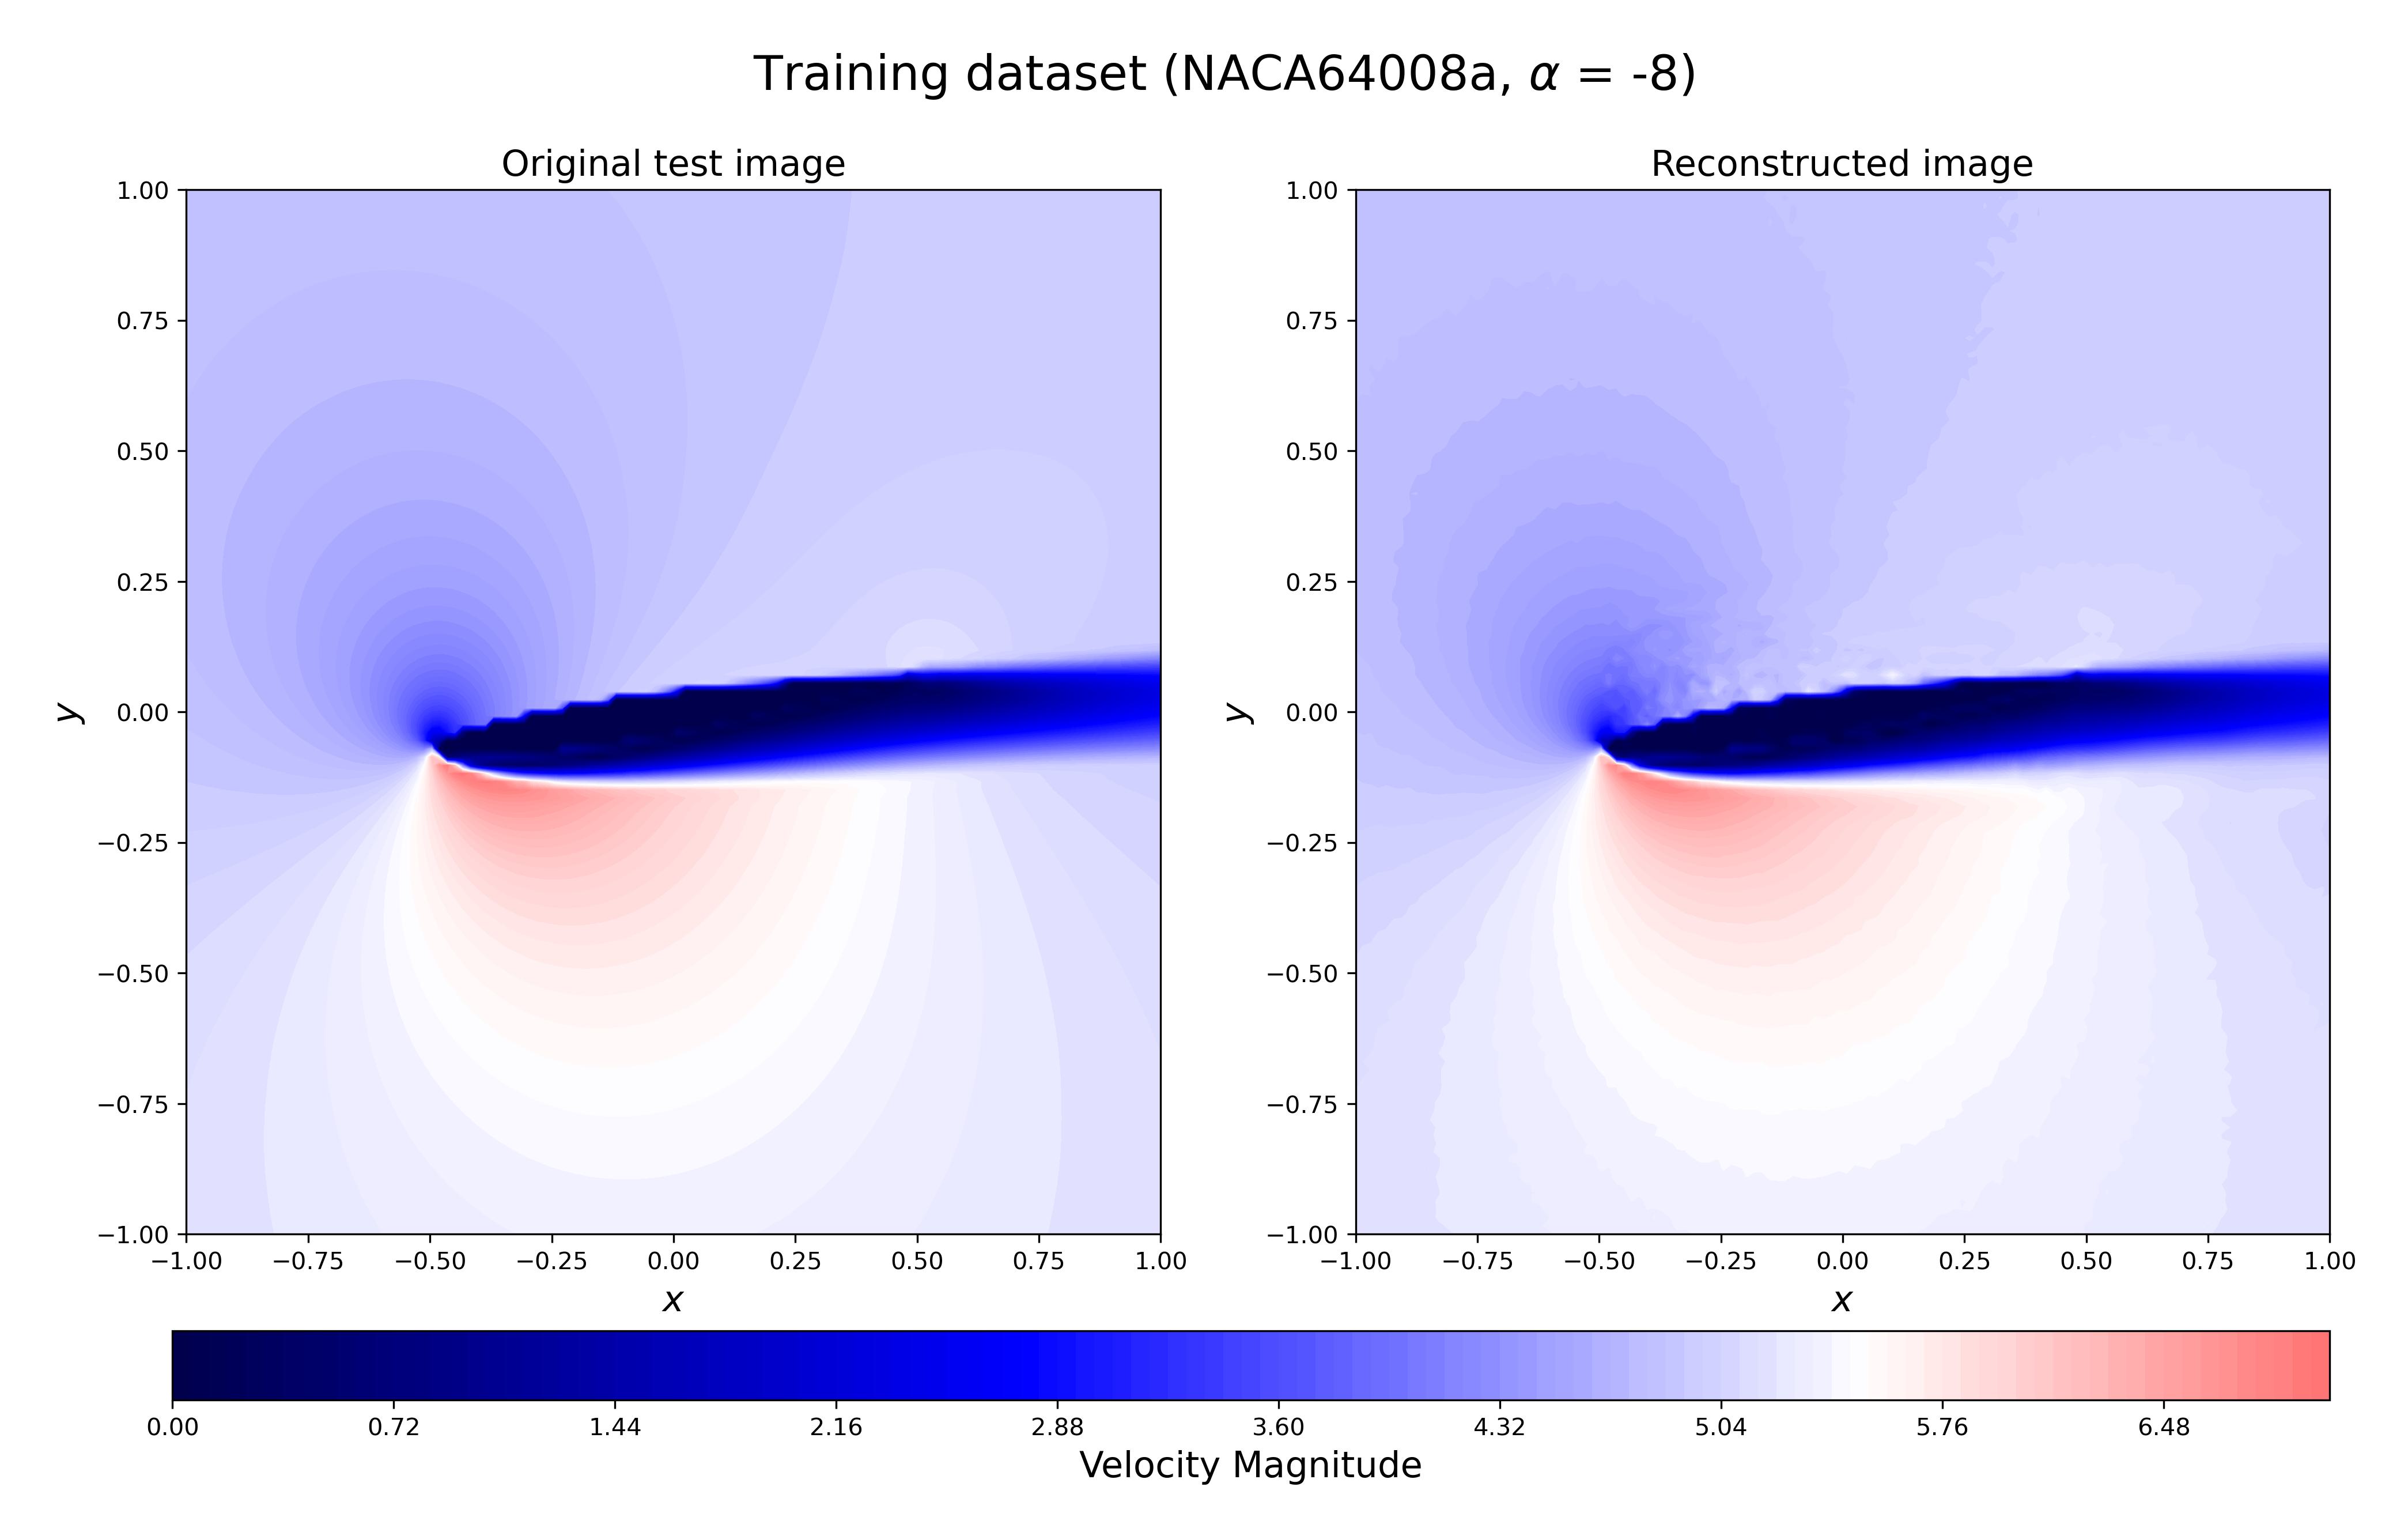 Training dataset (NACA64008a, α = -8)
Original test image
1.00
0.75
0.50
0.25
0.00
−0.25
−0.50
−0.75
−1.00
y
−1.00 −0.75 −0.50 −0.25 0.00 0.25 0.50 0.75 1.00
x
Reconstructed image
1.00
0.75
0.50
0.25
0.00
−0.25
−0.50
−0.75
−1.00
y
−1.00 −0.75 −0.50 −0.25 0.00 0.25 0.50 0.75 1.00
x
0.00 0.72 1.44 2.16 2.88 3.60 4.32 5.04 5.76 6.48
Velocity Magnitude